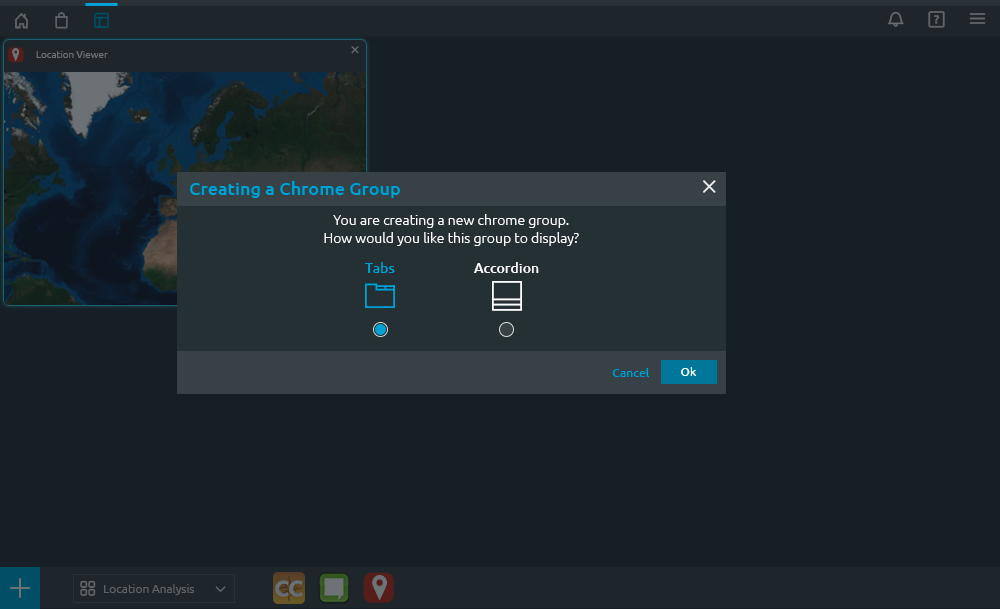 Location Viewer
Creating a Chrome Group
You are creating a new chrome group.
How would you like this group to display?
Tabs
Accordion
Cancel
Ok
Location Analysis
CC